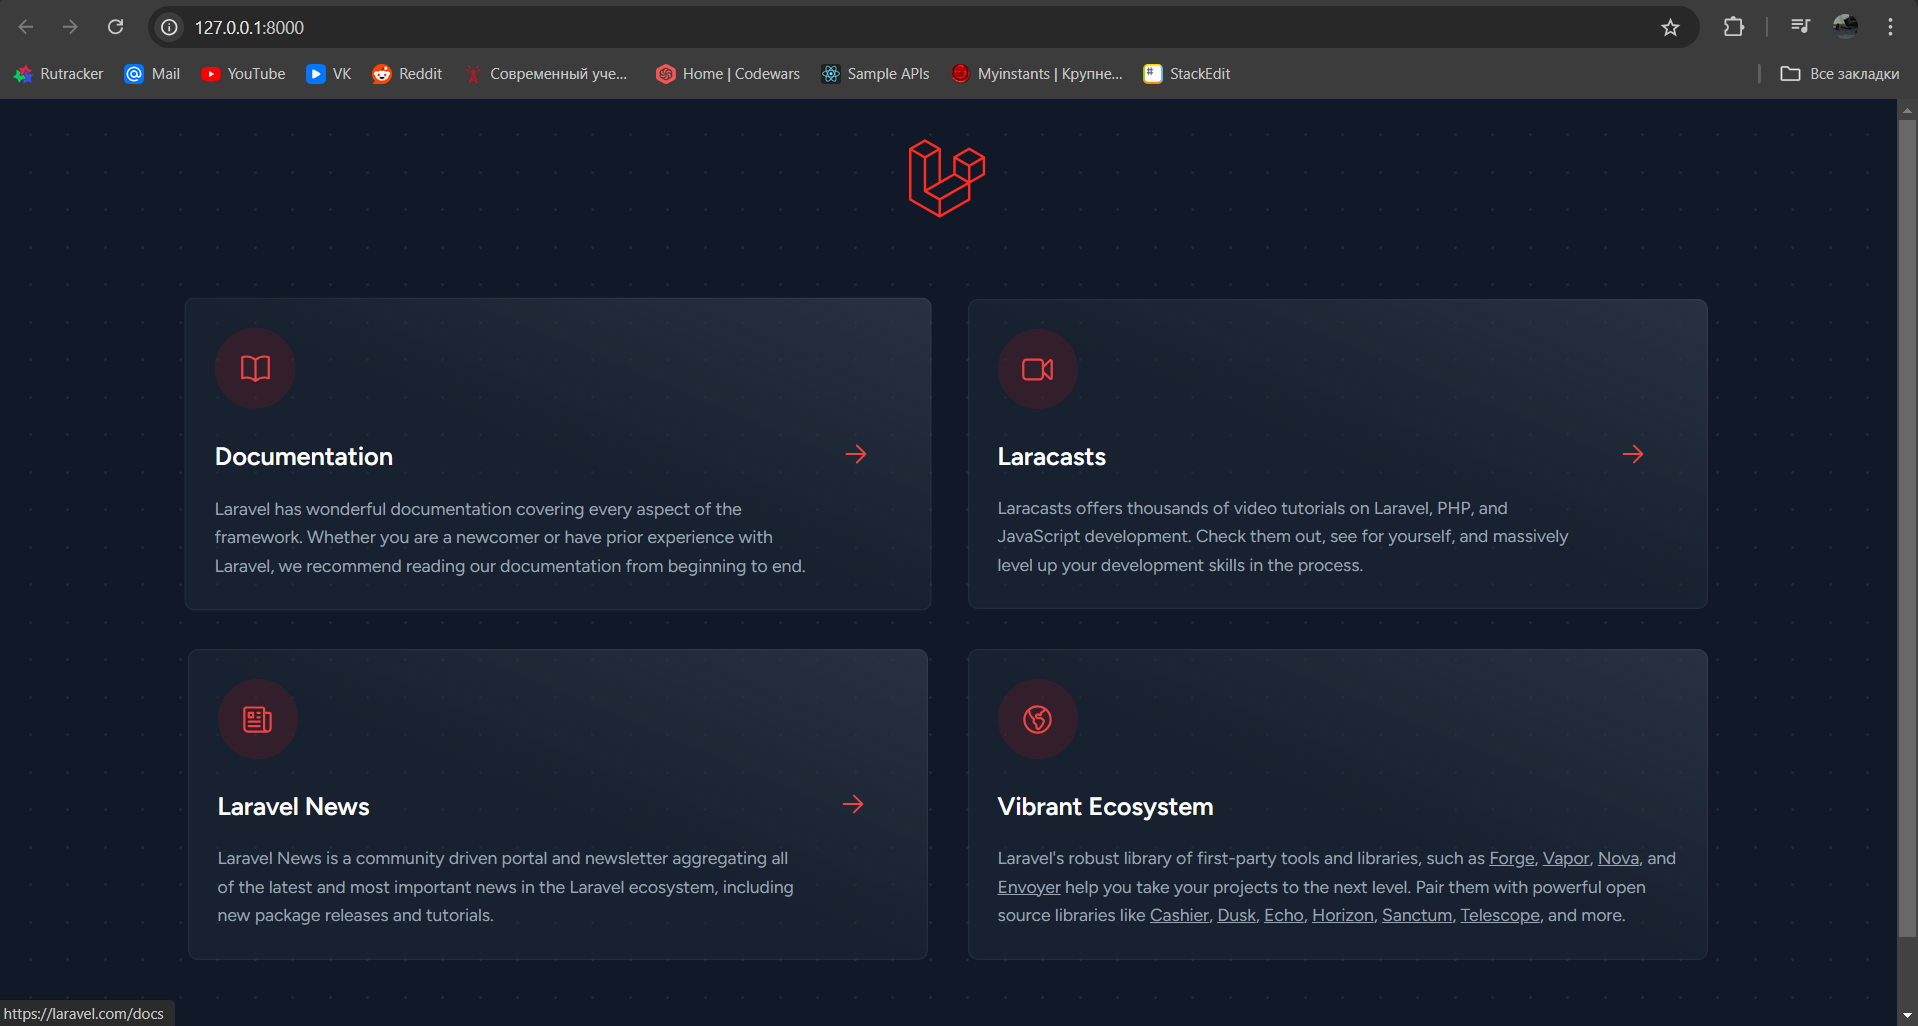 127.0.0.1:8000
Rutracker Mail YouTube VK Reddit Современный уче... Home | Codewars Sample APIs Myinstants | Крупне... StackEdit Все закладки
Documentation
Laravel has wonderful documentation covering every aspect of the
framework. Whether you are a newcomer or have prior experience with
Laravel, we recommend reading our documentation from beginning to end.
Laracasts
Laracasts offers thousands of video tutorials on Laravel, PHP, and
JavaScript development. Check them out, see for yourself, and massively
level up your development skills in the process.
Laravel News
Laravel News is a community driven portal and newsletter aggregating all
of the latest and most important news in the Laravel ecosystem, including
new package releases and tutorials.
Vibrant Ecosystem
Laravel's robust library of first-party tools and libraries, such as Forge, Vapor, Nova, and
Envoyer help you take your projects to the next level. Pair them with powerful open
source libraries like Cashier, Dusk, Echo, Horizon, Sanctum, Telescope, and more.
https://laravel.com/docs